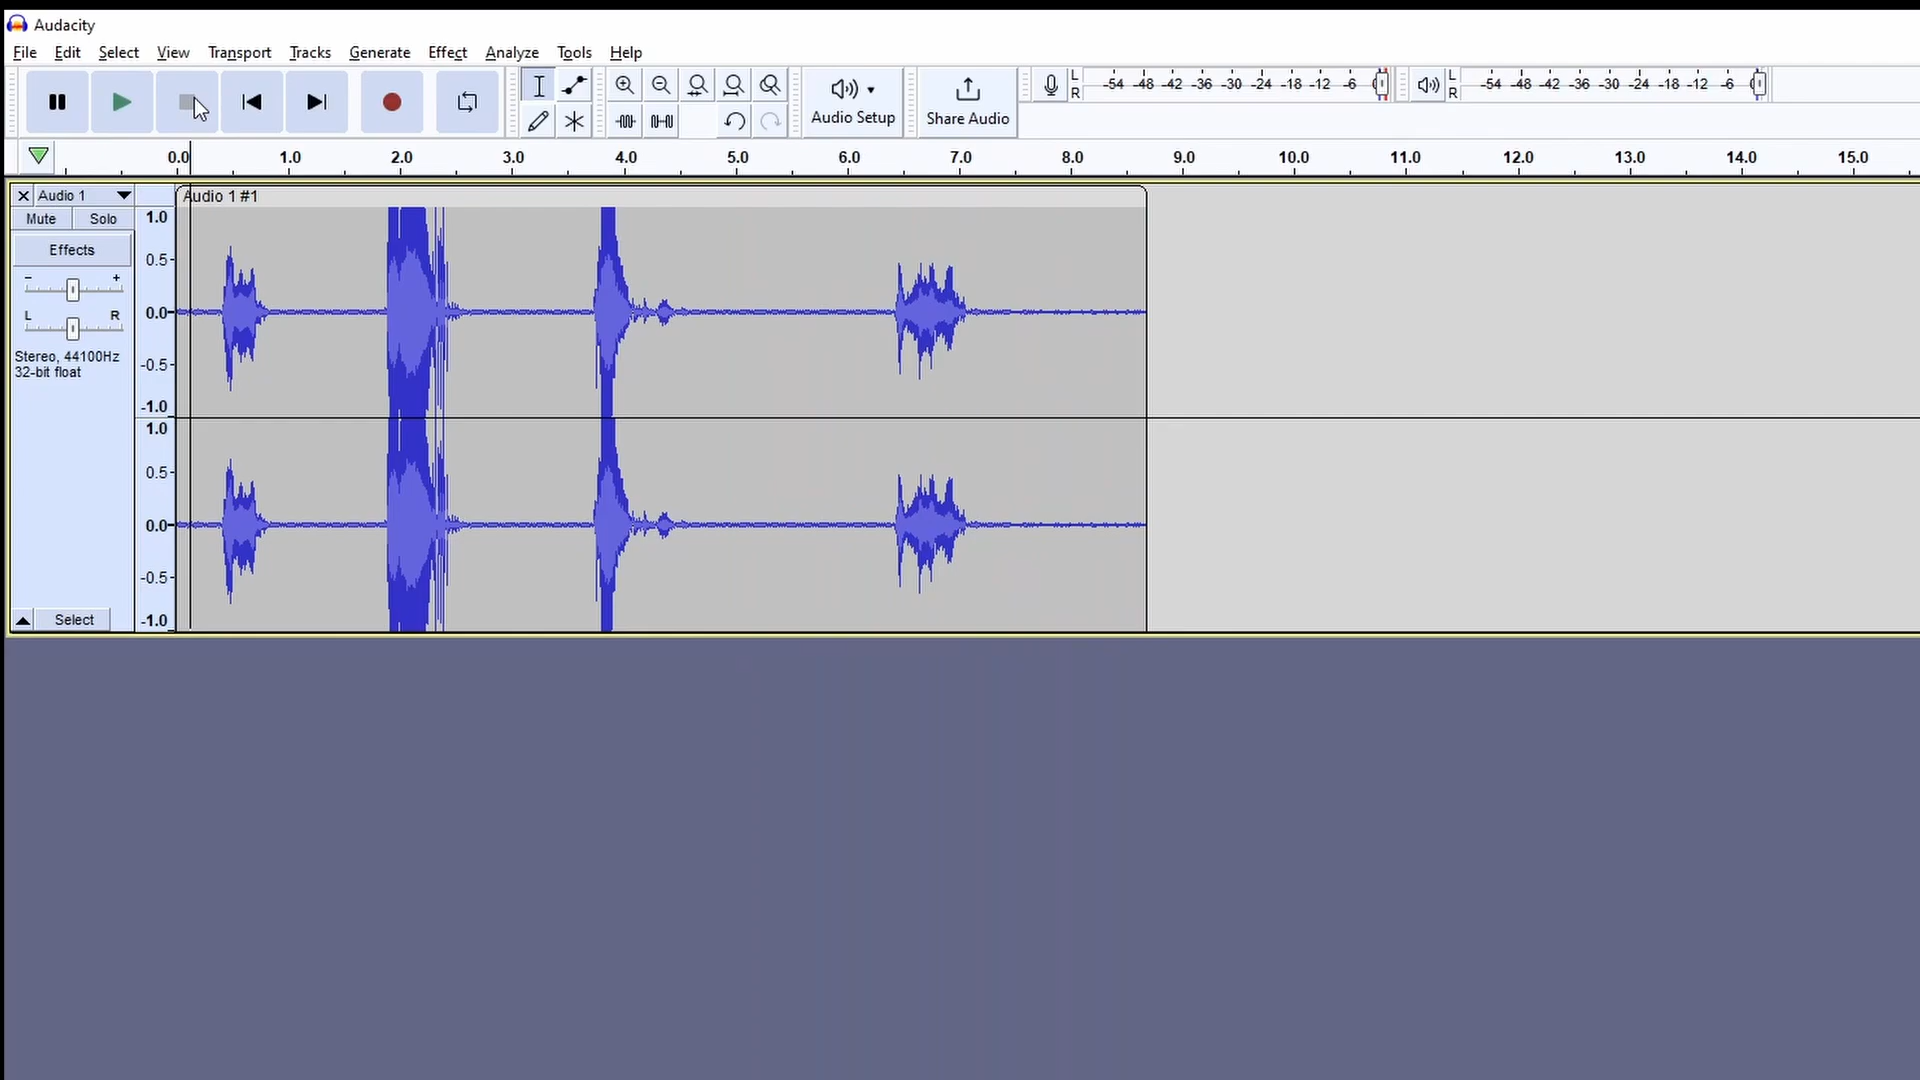 Audacity
File Edit Select View Transport Tracks Generate Effect Analyze Tools Help
Audio Setup
Share Audio
L
R
-54 -48 -42 -36 -30 -24 -18 -12 -6 0
L
R
-54 -48 -42 -36 -30 -24 -18 -12 -6 0
0.0 1.0 2.0 3.0 4.0 5.0 6.0 7.0 8.0 9.0 10.0 11.0 12.0 13.0 14.0 15.0
Audio 1
Audio 1 #1
Mute Solo
Effects
- +
L R
Stereo, 44100Hz
32-bit float
Select
1.0
0.5
0.0
-0.5
-1.0
1.0
0.5
0.0
-0.5
-1.0